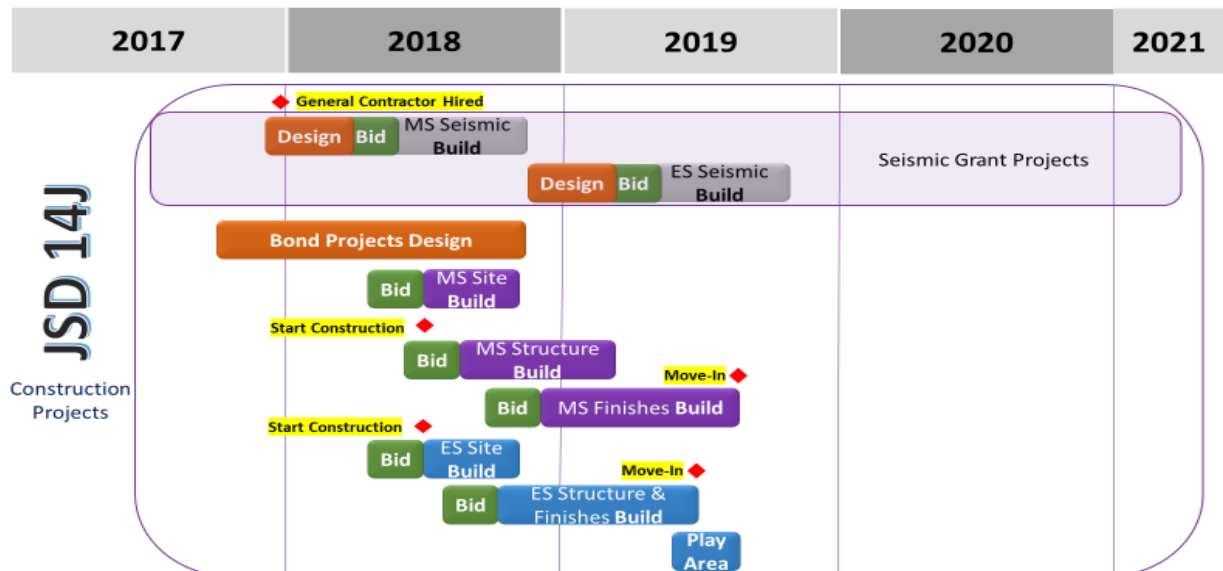 2017 2018 2019 2020 2021
General Contractor Hired
Design Bid MS Seismic
Build
Seismic Grant Projects
Design Bid ES Seismic
Build
JSD 14J
Construction
Projects
Bond Projects Design
Bid MS Site
Build
Start Construction
Bid MS Structure
Build
Move-In
Bid MS Finishes Build
Start Construction
Bid ES Site
Build
Move-In
Bid ES Structure &
Finishes Build
Play
Area